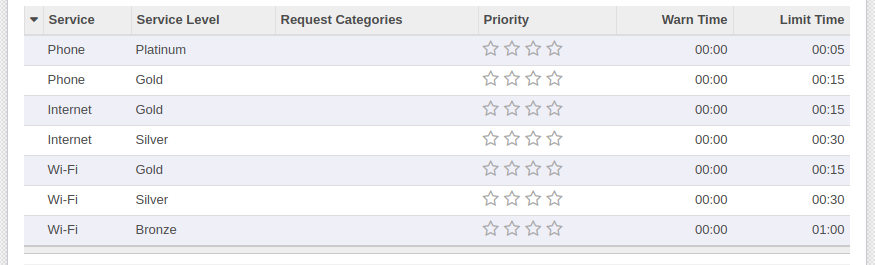 Service Service Level Request Categories Priority Warn Time Limit Time
Phone Platinum 00:00 00:05
Phone Gold 00:00 00:15
Internet Gold 00:00 00:15
Internet Silver 00:00 00:30
Wi-Fi Gold 00:00 00:15
Wi-Fi Silver 00:00 00:30
Wi-Fi Bronze 00:00 01:00